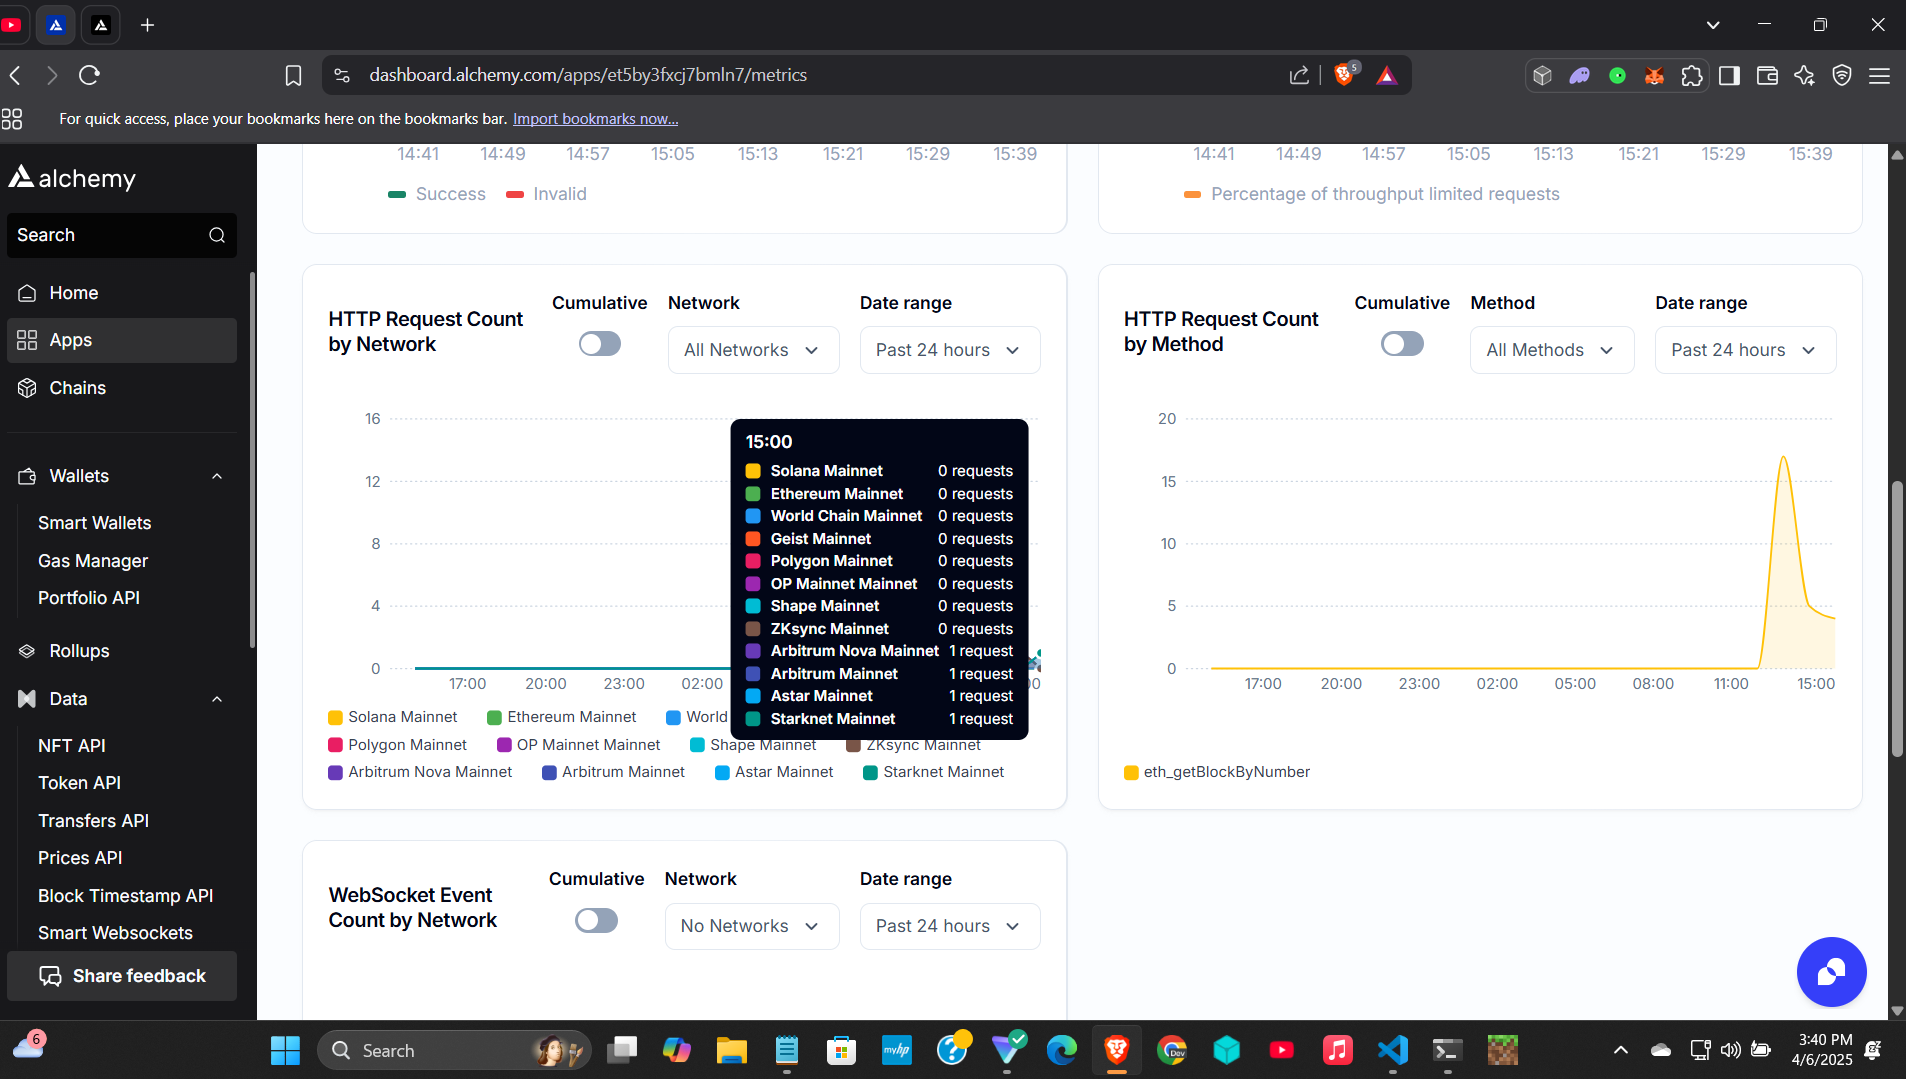 dashboard.alchemy.com/apps/et5by3fxcj7bmln7/metrics
5
For quick access, place your bookmarks here on the bookmarks bar. Import bookmarks now...
alchemy
Search
Home
Apps
Chains
Wallets
Smart Wallets
Gas Manager
Portfolio API
Rollups
Data
NFT API
Token API
Transfers API
Prices API
Block Timestamp API
Smart Websockets
Share feedback
14:41 14:49 14:57 15:05 15:13 15:21 15:29 15:39
Success Invalid
14:41 14:49 14:57 15:05 15:13 15:21 15:29 15:39
Percentage of throughput limited requests
HTTP Request Count
by Network
Cumulative
Network
All Networks
Date range
Past 24 hours
16
12
8
4
0
17:00 20:00 23:00 02:00
15:00
Solana Mainnet 0 requests
Ethereum Mainnet 0 requests
World Chain Mainnet 0 requests
Geist Mainnet 0 requests
Polygon Mainnet 0 requests
OP Mainnet Mainnet 0 requests
Shape Mainnet 0 requests
ZKsync Mainnet 0 requests
Arbitrum Nova Mainnet 1 request
Arbitrum Mainnet 1 request
Astar Mainnet 1 request
Starknet Mainnet 1 request
Solana Mainnet Ethereum Mainnet World
Polygon Mainnet OP Mainnet Mainnet Shape Mainnet ZKsync Mainnet
Arbitrum Nova Mainnet Arbitrum Mainnet Astar Mainnet Starknet Mainnet
HTTP Request Count
by Method
Cumulative
Method
All Methods
Date range
Past 24 hours
20
15
10
5
0
17:00 20:00 23:00 02:00 05:00 08:00 11:00 15:00
eth_getBlockByNumber
WebSocket Event
Count by Network
Cumulative
Network
No Networks
Date range
Past 24 hours
6
Search
myhp
Dev
3:40 PM
4/6/2025